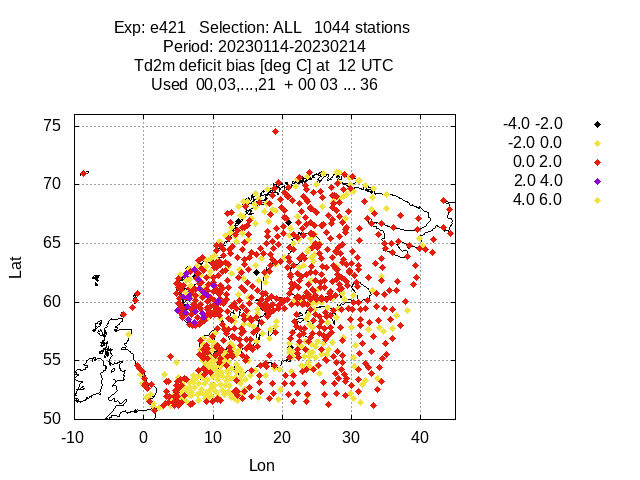 Exp: e421   Selection: ALL   1044 stations
Period: 20230114-20230214
Td2m deficit bias [deg C] at  12 UTC
Used  00,03,...,21  + 00 03 ... 36
-4.0 -2.0
-2.0 0.0
0.0 2.0
2.0 4.0
4.0 6.0
75
70
65
60
55
50
Lat
-10 0 10 20 30 40
Lon